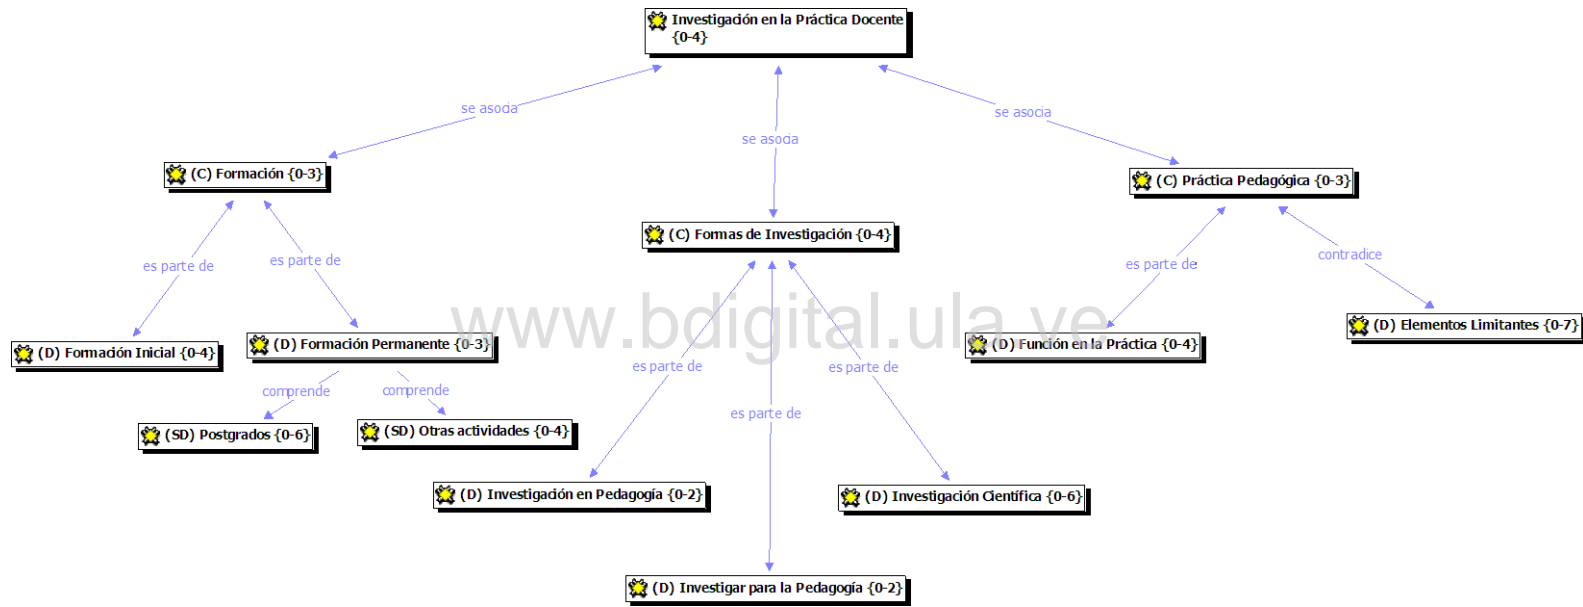 Investigación en la Práctica Docente
{0-4}
se asocia
se asocia
se asocia
(C) Formación {0-3}
(C) Práctica Pedagógica {0-3}
(C) Formas de Investigación {0-4}
es parte de
es parte de
es parte de
contradice
www.bdigital.ula.ve
(D) Formación Inicial {0-4}
(D) Formación Permanente {0-3}
(D) Función en la Práctica {0-4}
(D) Elementos Limitantes {0-7}
es parte de
es parte de
es parte de
comprende
comprende
(SD) Postgrados {0-6}
(SD) Otras actividades {0-4}
(D) Investigación en Pedagogía {0-2}
(D) Investigación Científica {0-6}
(D) Investigar para la Pedagogía {0-2}